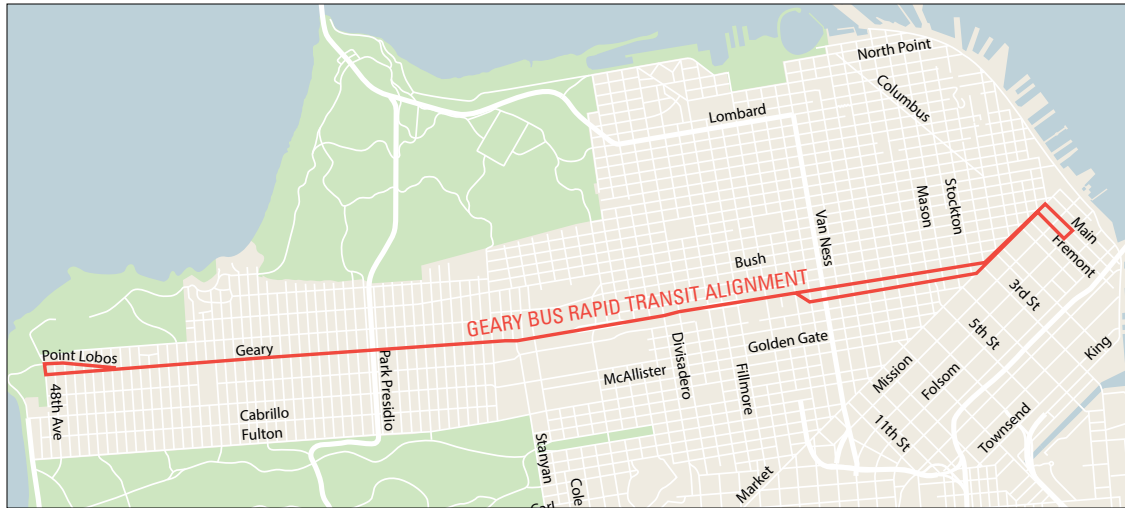 North Point
Columbus
Lombard
Stockton
Mason
Van Ness
Main
Fremont
Bush
3rd St
GEARY BUS RAPID TRANSIT ALIGNMENT
Point Lobos
Geary
Park Presidio
Golden Gate
5th St
King
McAllister
Divisadero
Fillmore
Mission
Folsom
48th Ave
Cabrillo
Fulton
11th St
Townsend
Stanyan
Cole
Market